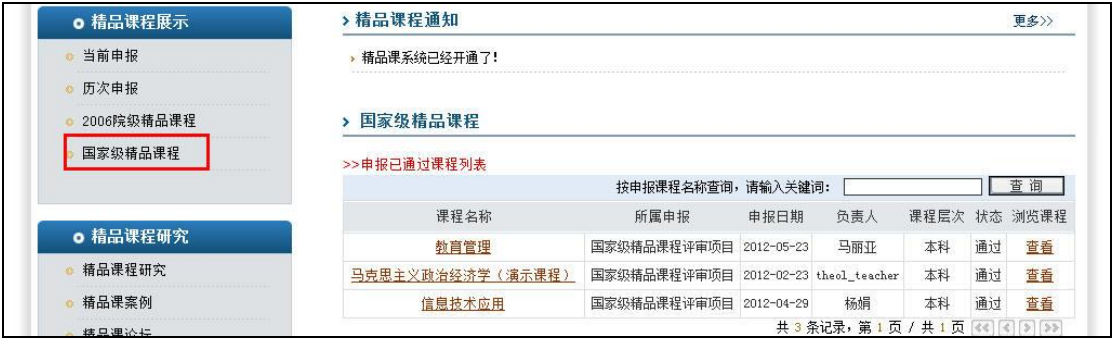 精品课程展示
当前申报
历次申报
2006院级精品课程
国家级精品课程
精品课程研究
精品课程研究
精品课案例
精品课论坛
精品课程通知 更多>>
精品课系统已经开通了!
国家级精品课程
>>申报已通过课程列表
按申报课程名称查询，请输入关键词： 查 询
课程名称 所属申报 申报日期 负责人 课程层次 状态 浏览课程
教育管理 国家级精品课程评审项目 2012-05-23 马丽亚 本科 通过 查看
马克思主义政治经济学（演示课程） 国家级精品课程评审项目 2012-02-23 theol_teacher 本科 通过 查看
信息技术应用 国家级精品课程评审项目 2012-04-29 杨娟 本科 通过 查看
共 3 条记录，第 1 页 / 共 1 页